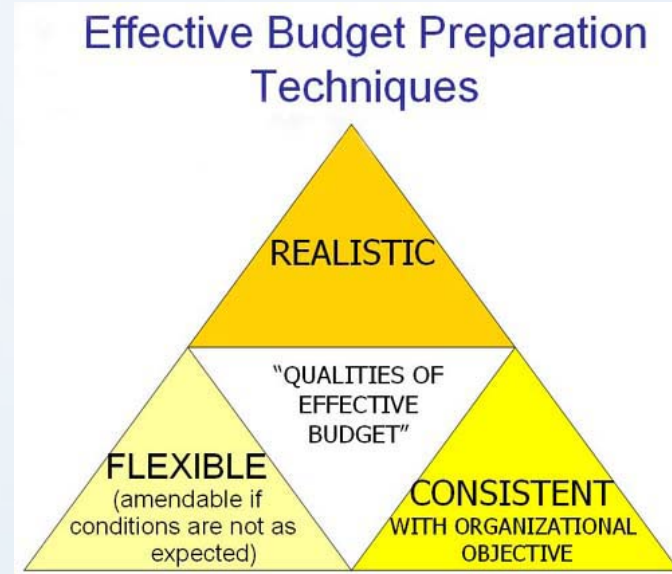 Effective Budget Preparation
Techniques
REALISTIC
"QUALITIES OF
EFFECTIVE
BUDGET"
FLEXIBLE
(amendable if
conditions are not as
expected)
CONSISTENT
WITH ORGANIZATIONAL
OBJECTIVE